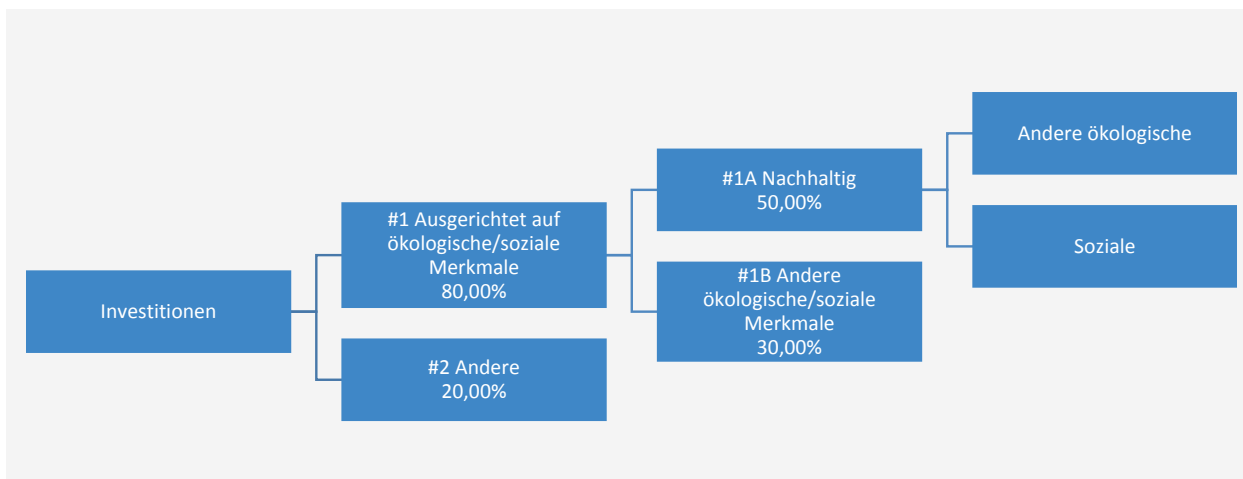 Investitionen
#1 Ausgerichtet auf
ökologische/soziale
Merkmale
80,00%
#2 Andere
20,00%
#1A Nachhaltig
50,00%
#1B Andere
ökologische/soziale
Merkmale
30,00%
Andere ökologische
Soziale